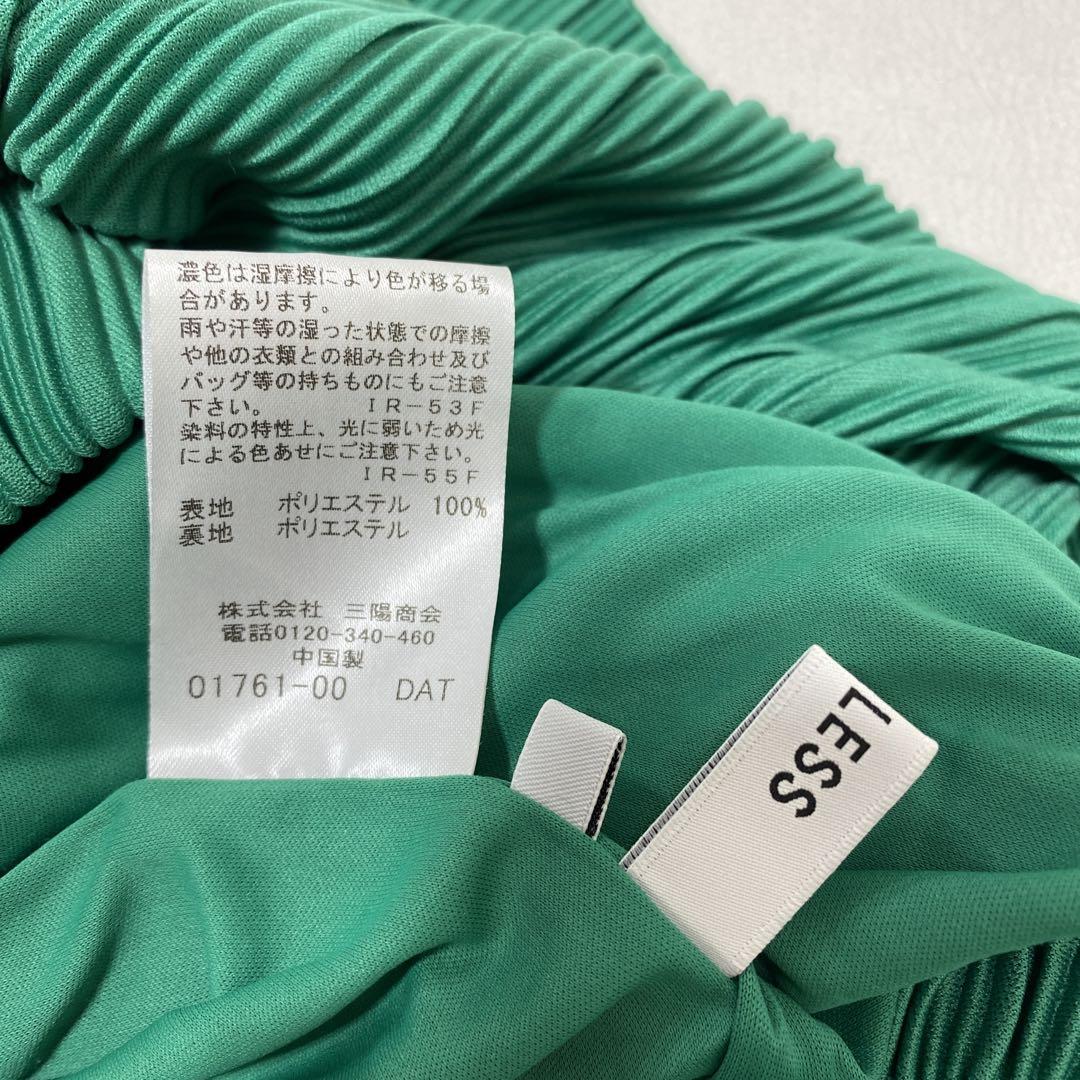 濃色は湿摩擦により色が移る場
合があります。
雨や汗等の湿った状態での摩擦
や他の衣類との組み合わせ及び
バッグ等の持ちものにもご注意
下さい。 IR-53F
染料の特性上、光に弱いため光
による色あせにご注意下さい。
IR-55F
表地 ポリエステル 100%
裏地 ポリエステル
株式会社 三陽商会
電話0120-340-460
中国製
01761-00 DAT
LESS